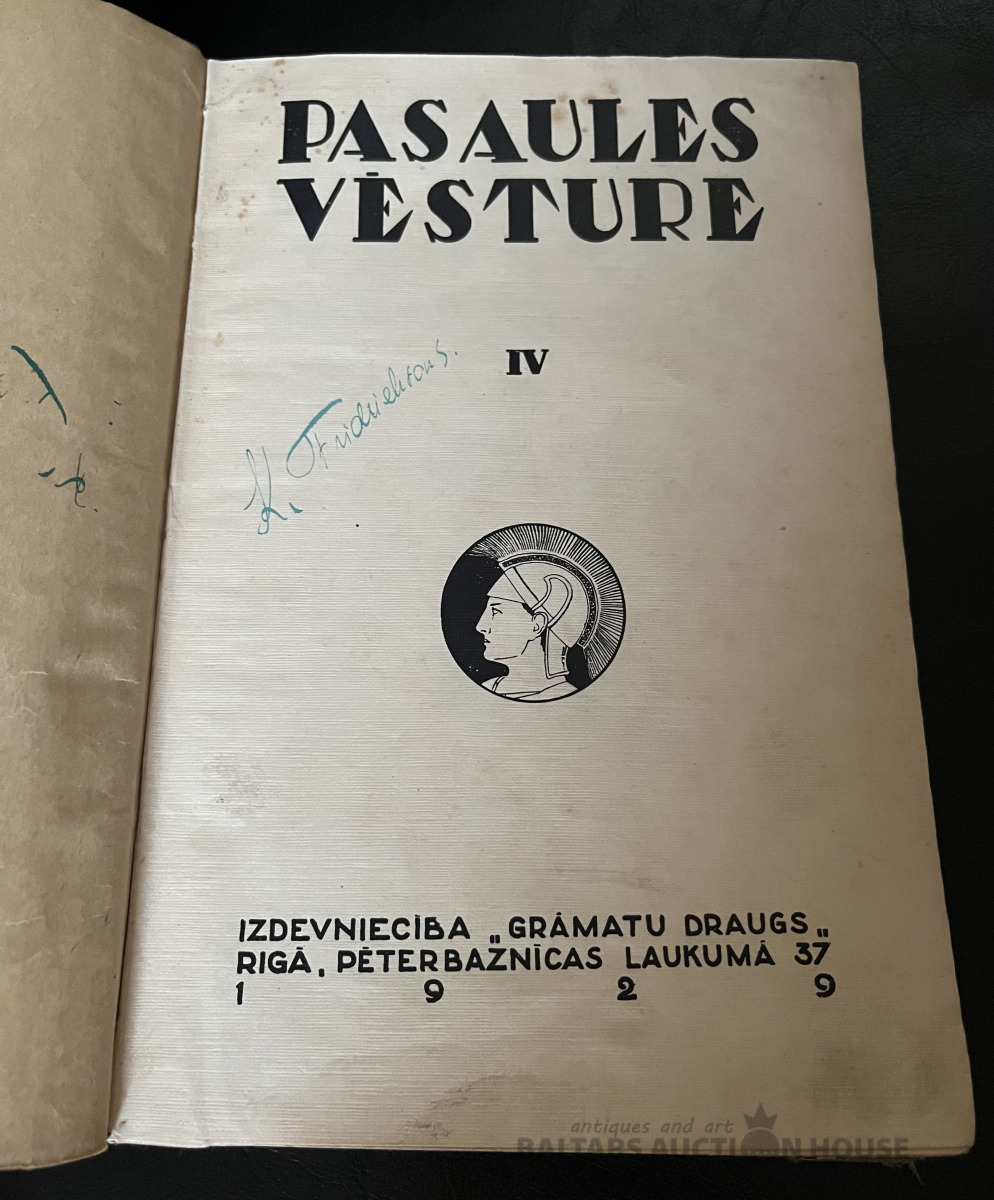 PASAULES
VĒSTURE
IV
K.
IZDEVNIECĪBA „GRĀMATU DRAUGS„
RIGĀ, PĒTERBAŽNĪCAS LAUKUMĀ 37
1 9 2 9
antiques and art
BALTARS AUCTION HOUSE